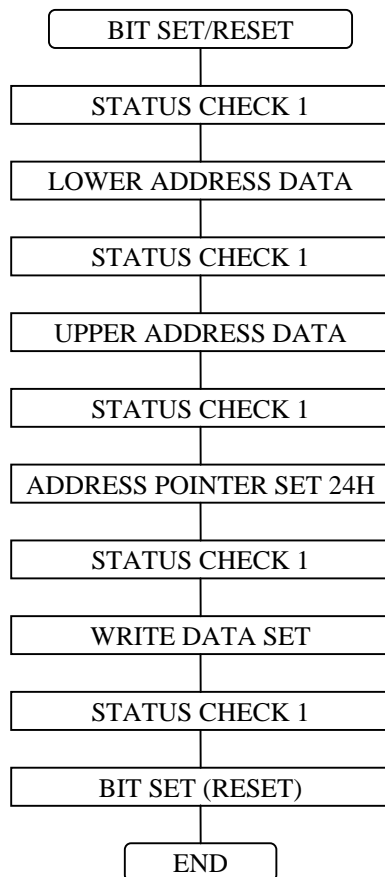 BIT SET/RESET
STATUS CHECK 1
LOWER ADDRESS DATA
STATUS CHECK 1
UPPER ADDRESS DATA
STATUS CHECK 1
ADDRESS POINTER SET 24H
STATUS CHECK 1
WRITE DATA SET
STATUS CHECK 1
BIT SET (RESET)
END